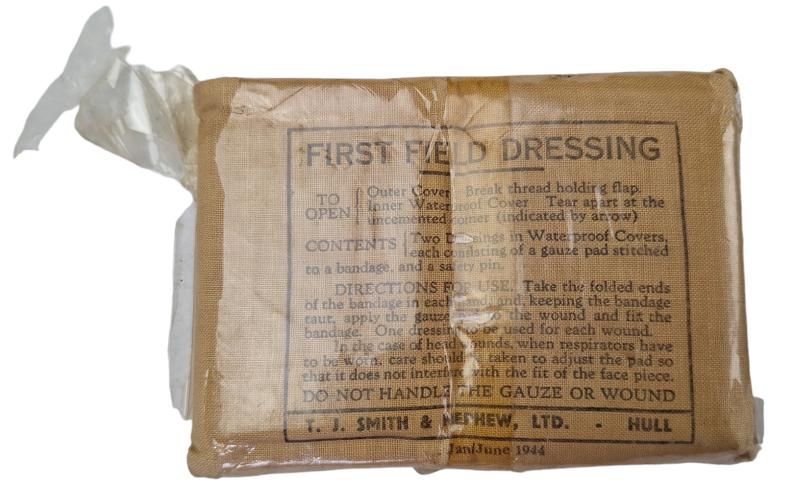 FIRST FIELD DRESSING
TO OPEN { Outer Cover Break thread holding flap.
Inner Waterproof Cover Tear apart at the
uncemented corner (indicated by arrow)
CONTENTS { Two Dressings in Waterproof Covers,
each consisting of a gauze pad stitched
to a bandage, and a safety pin.
DIRECTIONS FOR USE. Take the folded ends
of the bandage in each hand, and, keeping the bandage
taut, apply the gauze to the wound and fix the
bandage. One dressing to be used for each wound.
In the case of head wounds, when respirators have
to be worn, care should taken to adjust the pad so
that it does not interfere with the fit of the face piece.
DO NOT HANDLE THE GAUZE OR WOUND
T. J. SMITH & NEPHEW, LTD. - HULL
Jan/June 1944